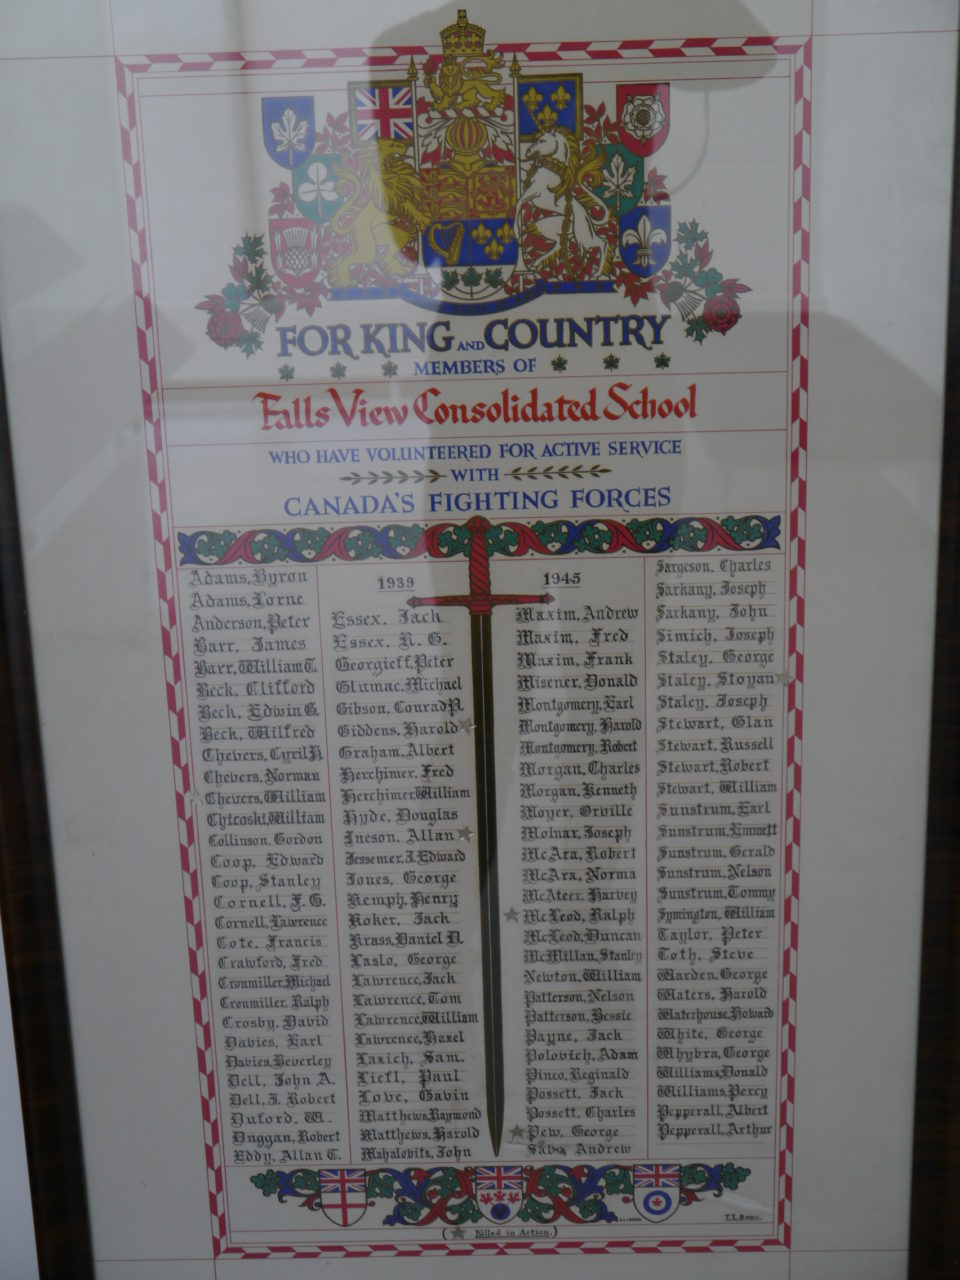 FOR KING AND COUNTRY
MEMBERS OF
Falls View Consolidated School
WHO HAVE VOLUNTEERED FOR ACTIVE SERVICE
WITH
CANADA'S FIGHTING FORCES
Adams, Byron
Adams, Lorne
Anderson, Peter
Barr, James
Barr, William T.
Beck, Clifford
Beck, Edwin G.
Beck, Wilfred
Chevers, Cyril H.
Chevers, Norman
Chevers, William
Chicoski, William
Collinson, Gordon
Coop, Edward
Coop, Stanley
Cornell, F. G.
Cornell, Lawrence
Cote, Francis
Crawford, Fred
Cronmiller, Michael
Cronmiller, Ralph
Crosby, David
Davies, Earl
Davies, Beverley
Dell, John A.
Dell, J. Robert
Duford, W.
Duggan, Robert
Eddy, Allan T.
1939
Essex, Jack
Essex, R. G.
Georgieff, Peter
Glumac, Michael
Gibson, Conrad P.
Giddens, Harold
Graham, Albert
Herchimer, Fred
Herchimer, William
Hyde, Douglas
Ineson, Allan
Jessemer, J. Edward
Jones, George
Kemph, Henry
Koker, Jack
Krass, Daniel D.
Laslo, George
Lawrence, Jack
Lawrence, Tom
Lawrence, William
Lawrence, Hazel
Lazich, Sam.
Liefl, Paul
Love, Gavin
Matthews, Raymond
Matthews, Harold
Mahalovitz, John
1945
Maxim, Andrew
Maxim, Fred
Maxim, Frank
Misener, Donald
Montgomery, Earl
Montgomery, Harold
Montgomery, Robert
Morgan, Charles
Morgan, Kenneth
Moyer, Orville
Molnar, Joseph
McAra, Robert
McAra, Norma
McAteer, Harvey
McLeod, Ralph
McLeod, Duncan
McMillan, Stanley
Newton, William
Patterson, Nelson
Patterson, Bessie
Payne, Jack
Polovich, Adam
Pinco, Reginald
Possett, Jack
Possett, Charles
Pew, George
Sava, Andrew
Sargeson, Charles
Sarkany, Joseph
Sarkany, John
Simich, Joseph
Staley, George
Staley, Stoyan
Staley, Joseph
Stewart, Glan
Stewart, Russell
Stewart, Robert
Stewart, William
Sunstrum, Earl
Sunstrum, Emmett
Sunstrum, Gerald
Sunstrum, Nelson
Sunstrum, Tommy
Symington, William
Taylor, Peter
Toth, Steve
Warden, George
Waters, Harold
Waterhouse, Howard
White, George
Whybra, George
Williams, Donald
Williams, Percy
Pepperall, Albert
Pepperall, Arthur
(★ Killed in Action.)